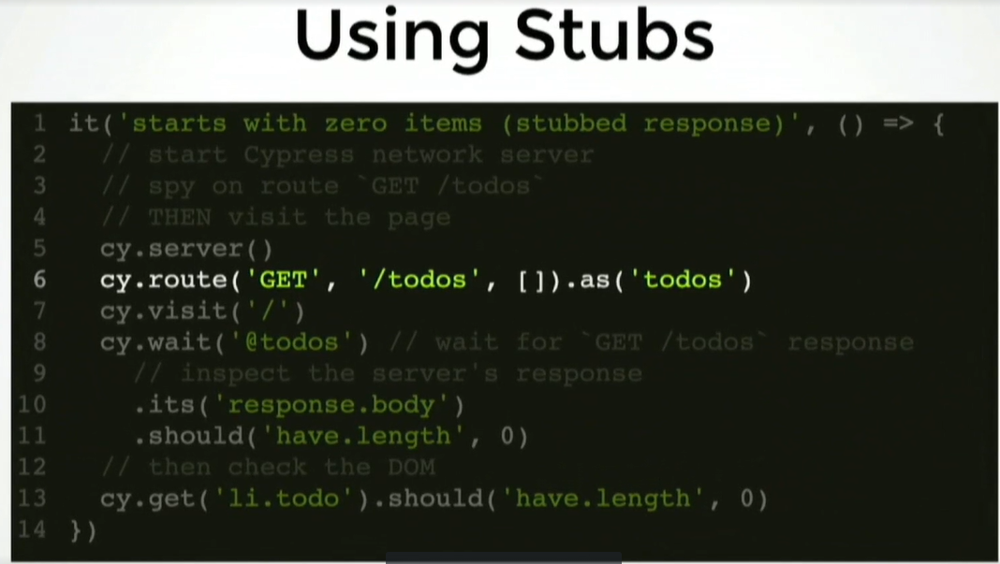 Using Stubs
1 it('starts with zero items (stubbed response)', () => {
2 // start Cypress network server
3 // spy on route `GET /todos`
4 // THEN visit the page
5 cy.server()
6 cy.route('GET', '/todos', []).as('todos')
7 cy.visit('/')
8 cy.wait('@todos') // wait for `GET /todos` response
9 // inspect the server's response
10 .its('response.body')
11 .should('have.length', 0)
12 // then check the DOM
13 cy.get('li.todo').should('have.length', 0)
14 })